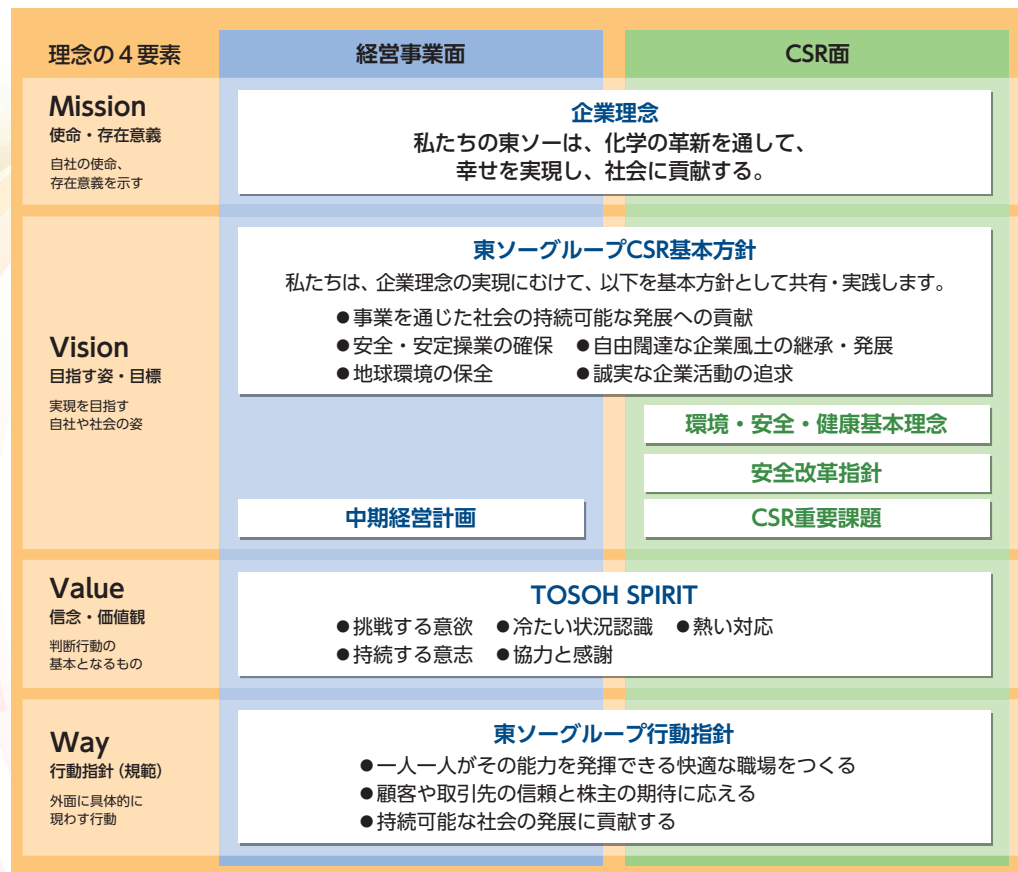 理念の4要素
経営事業面
CSR面
Mission
使命・存在意義
自社の使命、
存在意義を示す
企業理念
私たちの東ソーは、化学の革新を通して、
幸せを実現し、社会に貢献する。
Vision
目指す姿・目標
実現を目指す
自社や社会の姿
東ソーグループCSR基本方針
私たちは、企業理念の実現にむけて、以下を基本方針として共有・実践します。
●事業を通じた社会の持続可能な発展への貢献
●安全・安定操業の確保 ●自由闊達な企業風土の継承・発展
●地球環境の保全 ●誠実な企業活動の追求
環境・安全・健康基本理念
安全改革指針
中期経営計画
CSR重要課題
Value
信念・価値観
判断行動の
基本となるもの
TOSOH SPIRIT
●挑戦する意欲 ●冷たい状況認識 ●熱い対応
●持続する意志 ●協力と感謝
Way
行動指針（規範）
外面に具体的に
現わす行動
東ソーグループ行動指針
●一人一人がその能力を発揮できる快適な職場をつくる
●顧客や取引先の信頼と株主の期待に応える
●持続可能な社会の発展に貢献する